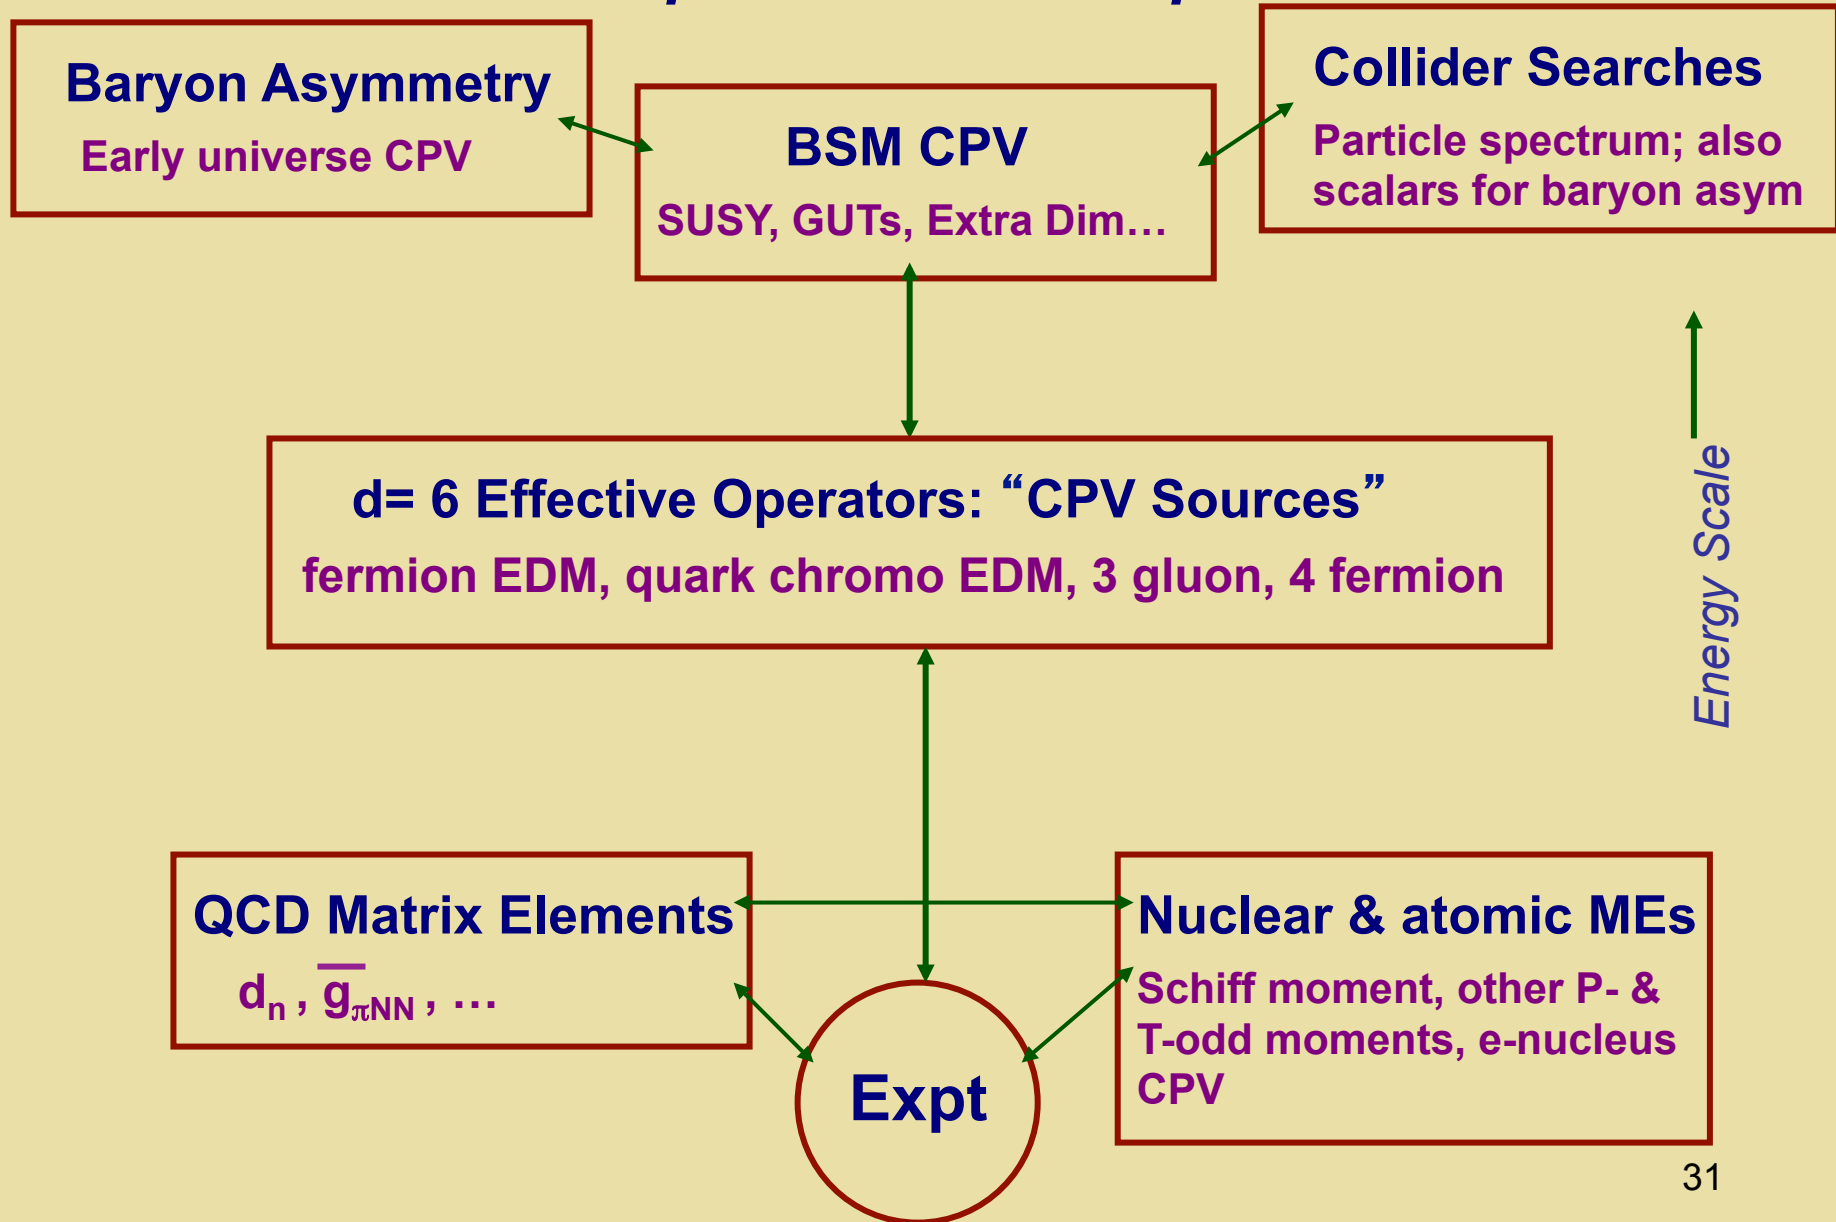 Baryon Asymmetry
Early universe CPV
BSM CPV
SUSY, GUTs, Extra Dim…
Collider Searches
Particle spectrum; also
scalars for baryon asym
d= 6 Effective Operators: “CPV Sources”
fermion EDM, quark chromo EDM, 3 gluon, 4 fermion
Energy Scale
QCD Matrix Elements
dₙ , g̅πNN , …
Nuclear & atomic MEs
Schiff moment, other P- &
T-odd moments, e-nucleus
CPV
Expt
31